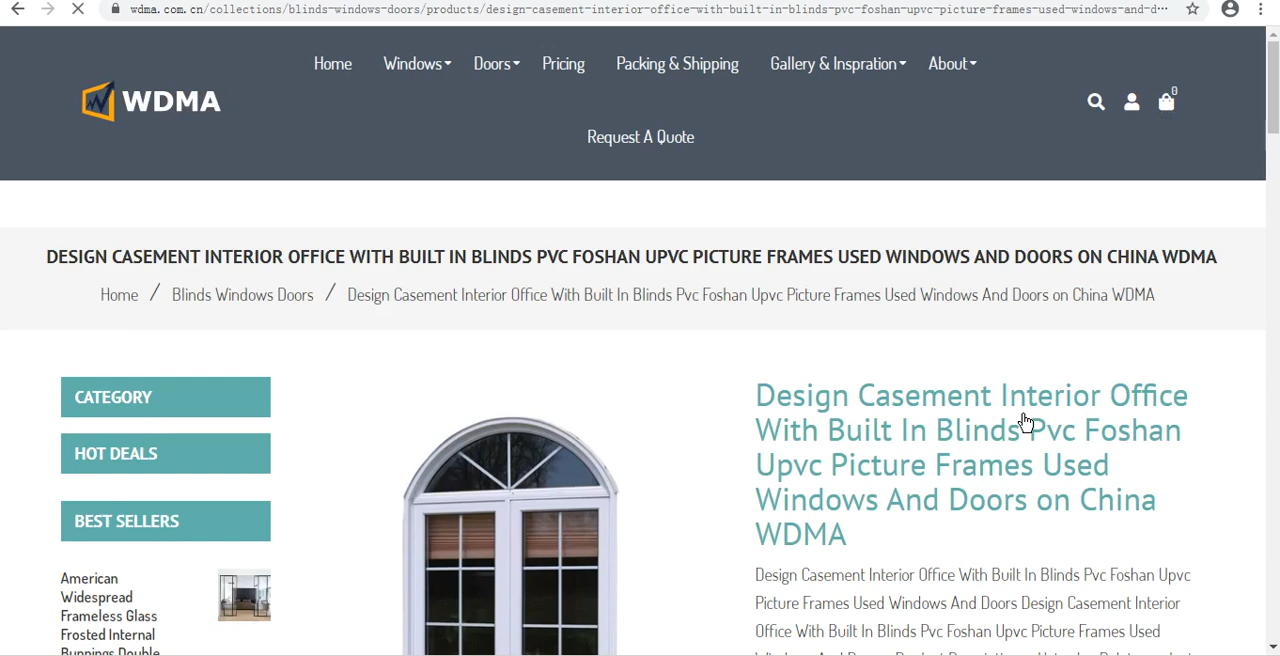 wdma.com.cn/collections/blinds-windows-doors/products/design-casement-interior-office-with-built-in-blinds-pvc-foshan-upvc-picture-frames-used-windows-and-d…
Home Windows Doors Pricing Packing & Shipping Gallery & Inspration About
WDMA
0
Request A Quote
DESIGN CASEMENT INTERIOR OFFICE WITH BUILT IN BLINDS PVC FOSHAN UPVC PICTURE FRAMES USED WINDOWS AND DOORS ON CHINA WDMA
Home / Blinds Windows Doors / Design Casement Interior Office With Built In Blinds Pvc Foshan Upvc Picture Frames Used Windows And Doors on China WDMA
CATEGORY
HOT DEALS
BEST SELLERS
American
Widespread
Frameless Glass
Frosted Internal
Bunnings Double
Design Casement Interior Office
With Built In Blinds Pvc Foshan
Upvc Picture Frames Used
Windows And Doors on China
WDMA
Design Casement Interior Office With Built In Blinds Pvc Foshan Upvc
Picture Frames Used Windows And Doors Design Casement Interior
Office With Built In Blinds Pvc Foshan Upvc Picture Frames Used